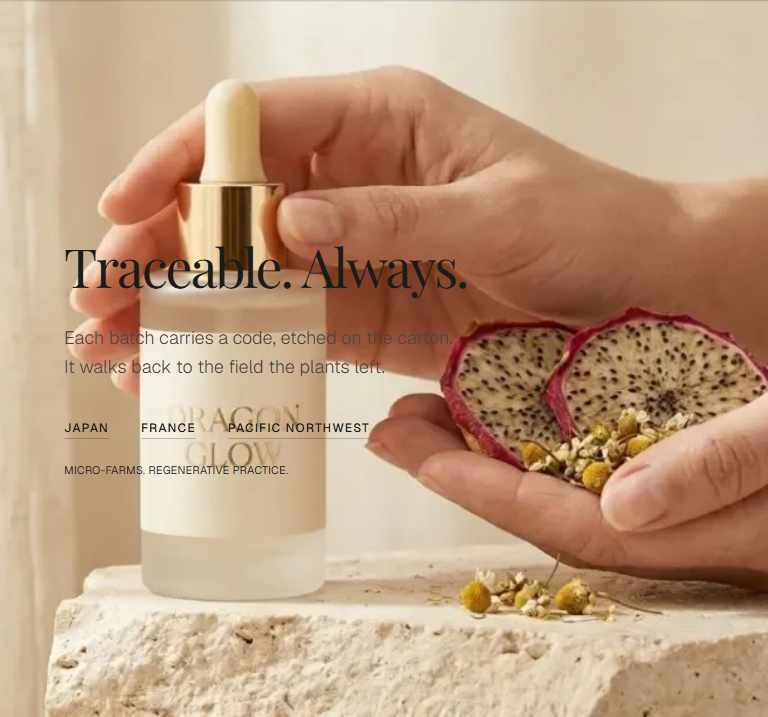 Traceable. Always.
Each batch carries a code, etched on the carton.
It walks back to the field the plants left.
DRAGON
JAPAN FRANCE PACIFIC NORTHWEST
GLOW
MICRO-FARMS. REGENERATIVE PRACTICE.